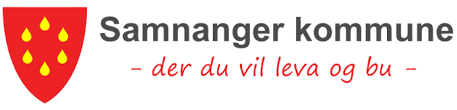 Samnanger kommune
- der du vil leva og bu -